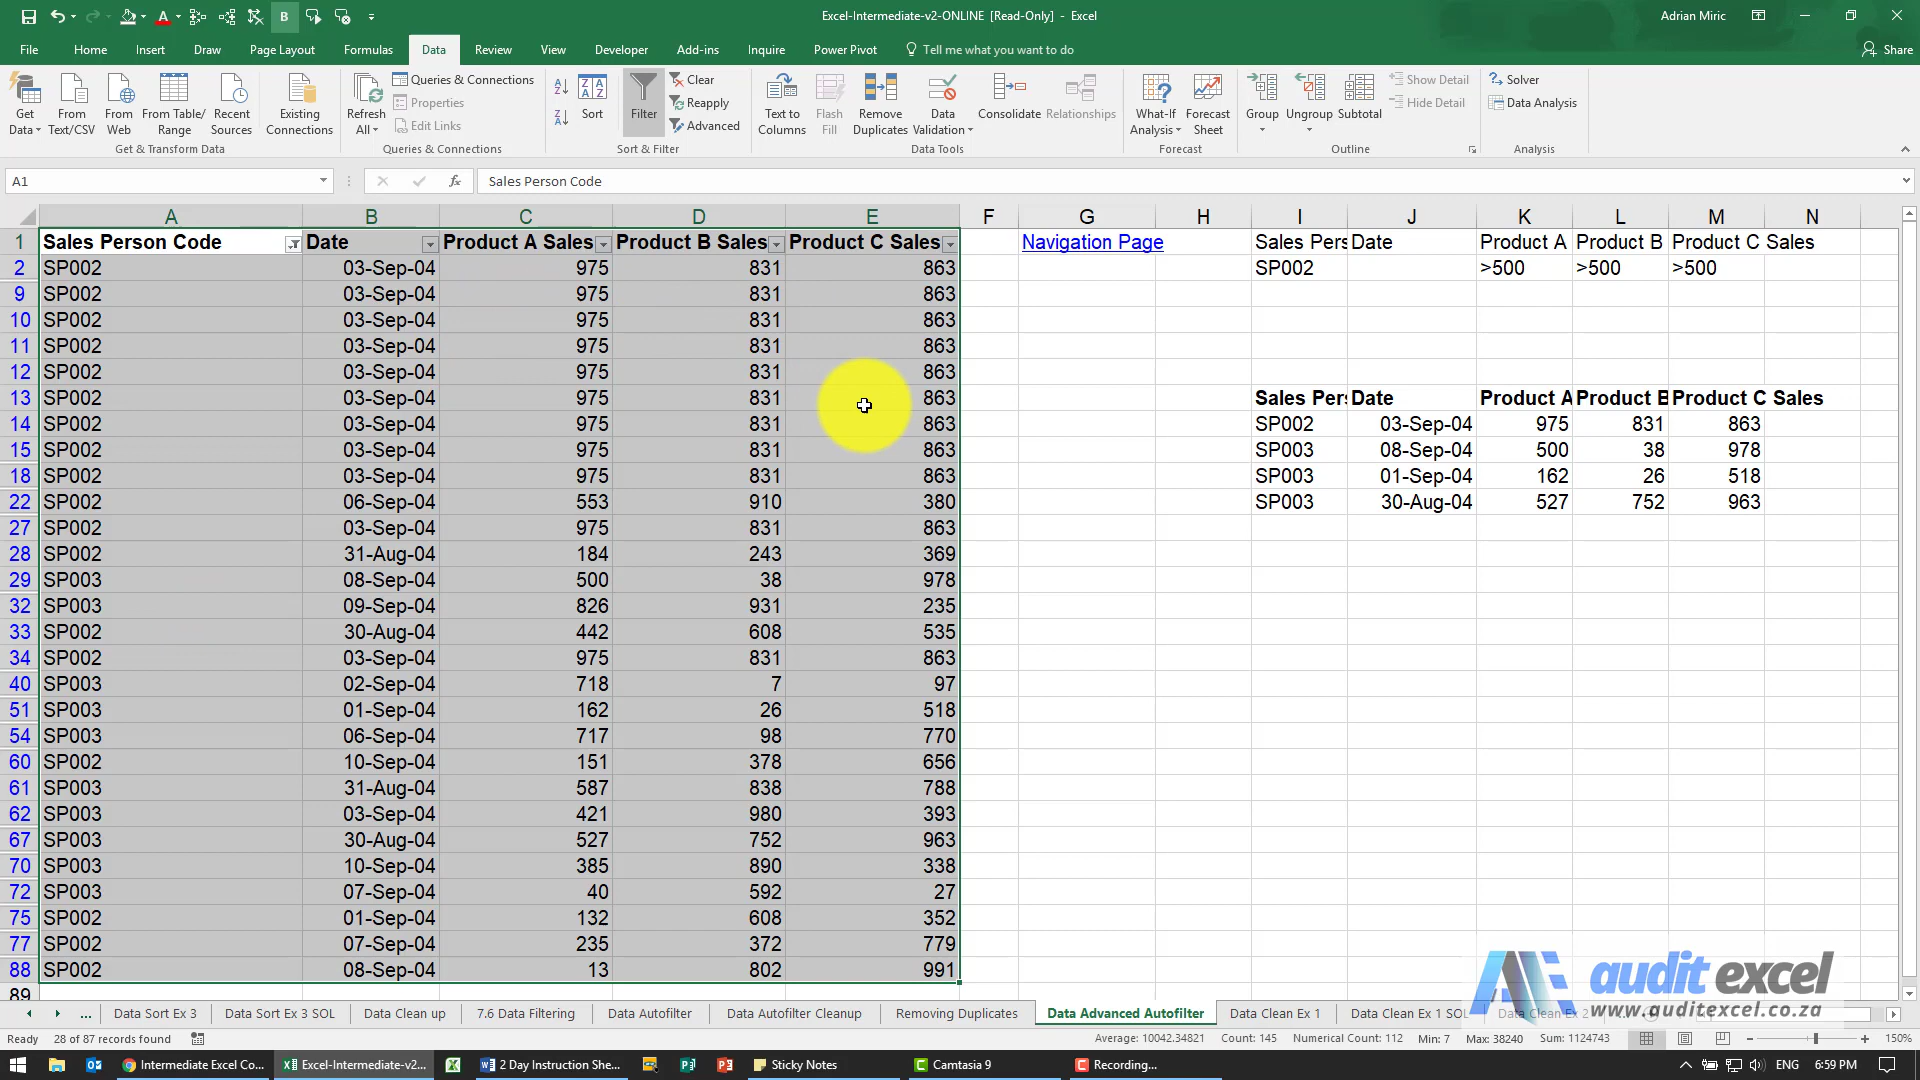 Excel-Intermediate-v2-ONLINE [Read-Only] - Excel
Adrian Miric
File Home Insert Draw Page Layout Formulas Data Review View Developer Add-ins Inquire Power Pivot Tell me what you want to do Share
Get Data From Text/CSV From Web From Table/Range Recent Sources Existing Connections
Get & Transform Data
Refresh All Queries & Connections Properties Edit Links
Queries & Connections
Sort Filter Clear Reapply Advanced
Sort & Filter
Text to Columns Flash Fill Remove Duplicates Data Validation Consolidate Relationships
Data Tools
What-If Analysis Forecast Sheet
Forecast
Group Ungroup Subtotal Show Detail Hide Detail
Outline
Solver Data Analysis
Analysis
A1 fx Sales Person Code
A B C D E F G H I J K L M N
1 Sales Person Code Date Product A Sales Product B Sales Product C Sales Navigation Page Sales Pers Date Product A Product B Product C Sales
2 SP002 03-Sep-04 975 831 863 SP002 >500 >500 >500
9 SP002 03-Sep-04 975 831 863
10 SP002 03-Sep-04 975 831 863
11 SP002 03-Sep-04 975 831 863
12 SP002 03-Sep-04 975 831 863
13 SP002 03-Sep-04 975 831 863 Sales Pers Date Product A Product B Product C Sales
14 SP002 03-Sep-04 975 831 863 SP002 03-Sep-04 975 831 863
15 SP002 03-Sep-04 975 831 863 SP003 08-Sep-04 500 38 978
18 SP002 03-Sep-04 975 831 863 SP003 01-Sep-04 162 26 518
22 SP002 06-Sep-04 553 910 380 SP003 30-Aug-04 527 752 963
27 SP002 03-Sep-04 975 831 863
28 SP002 31-Aug-04 184 243 369
29 SP003 08-Sep-04 500 38 978
32 SP003 09-Sep-04 826 931 235
33 SP002 30-Aug-04 442 608 535
34 SP002 03-Sep-04 975 831 863
40 SP003 02-Sep-04 718 7 97
51 SP003 01-Sep-04 162 26 518
54 SP003 06-Sep-04 717 98 770
60 SP002 10-Sep-04 151 378 656
61 SP003 31-Aug-04 587 838 788
62 SP003 03-Sep-04 421 980 393
67 SP003 30-Aug-04 527 752 963
70 SP003 10-Sep-04 385 890 338
72 SP003 07-Sep-04 40 592 27
75 SP002 01-Sep-04 132 608 352
77 SP002 07-Sep-04 235 372 779
88 SP002 08-Sep-04 13 802 991
89
audit excel
www.auditexcel.co.za
... Data Sort Ex 3 Data Sort Ex 3 SOL Data Clean up 7.6 Data Filtering Data Autofilter Data Autofilter Cleanup Removing Duplicates Data Advanced Autofilter Data Clean Ex 1 Data Clean Ex 1 SOL Data Clean Ex 2
Ready 28 of 87 records found Average: 10042.34821 Count: 145 Numerical Count: 112 Min: 7 Max: 38240 Sum: 1124743 150%
Intermediate Excel Co... Excel-Intermediate-v2... 2 Day Instruction She... Sticky Notes Camtasia 9 Recording... ENG 6:59 PM